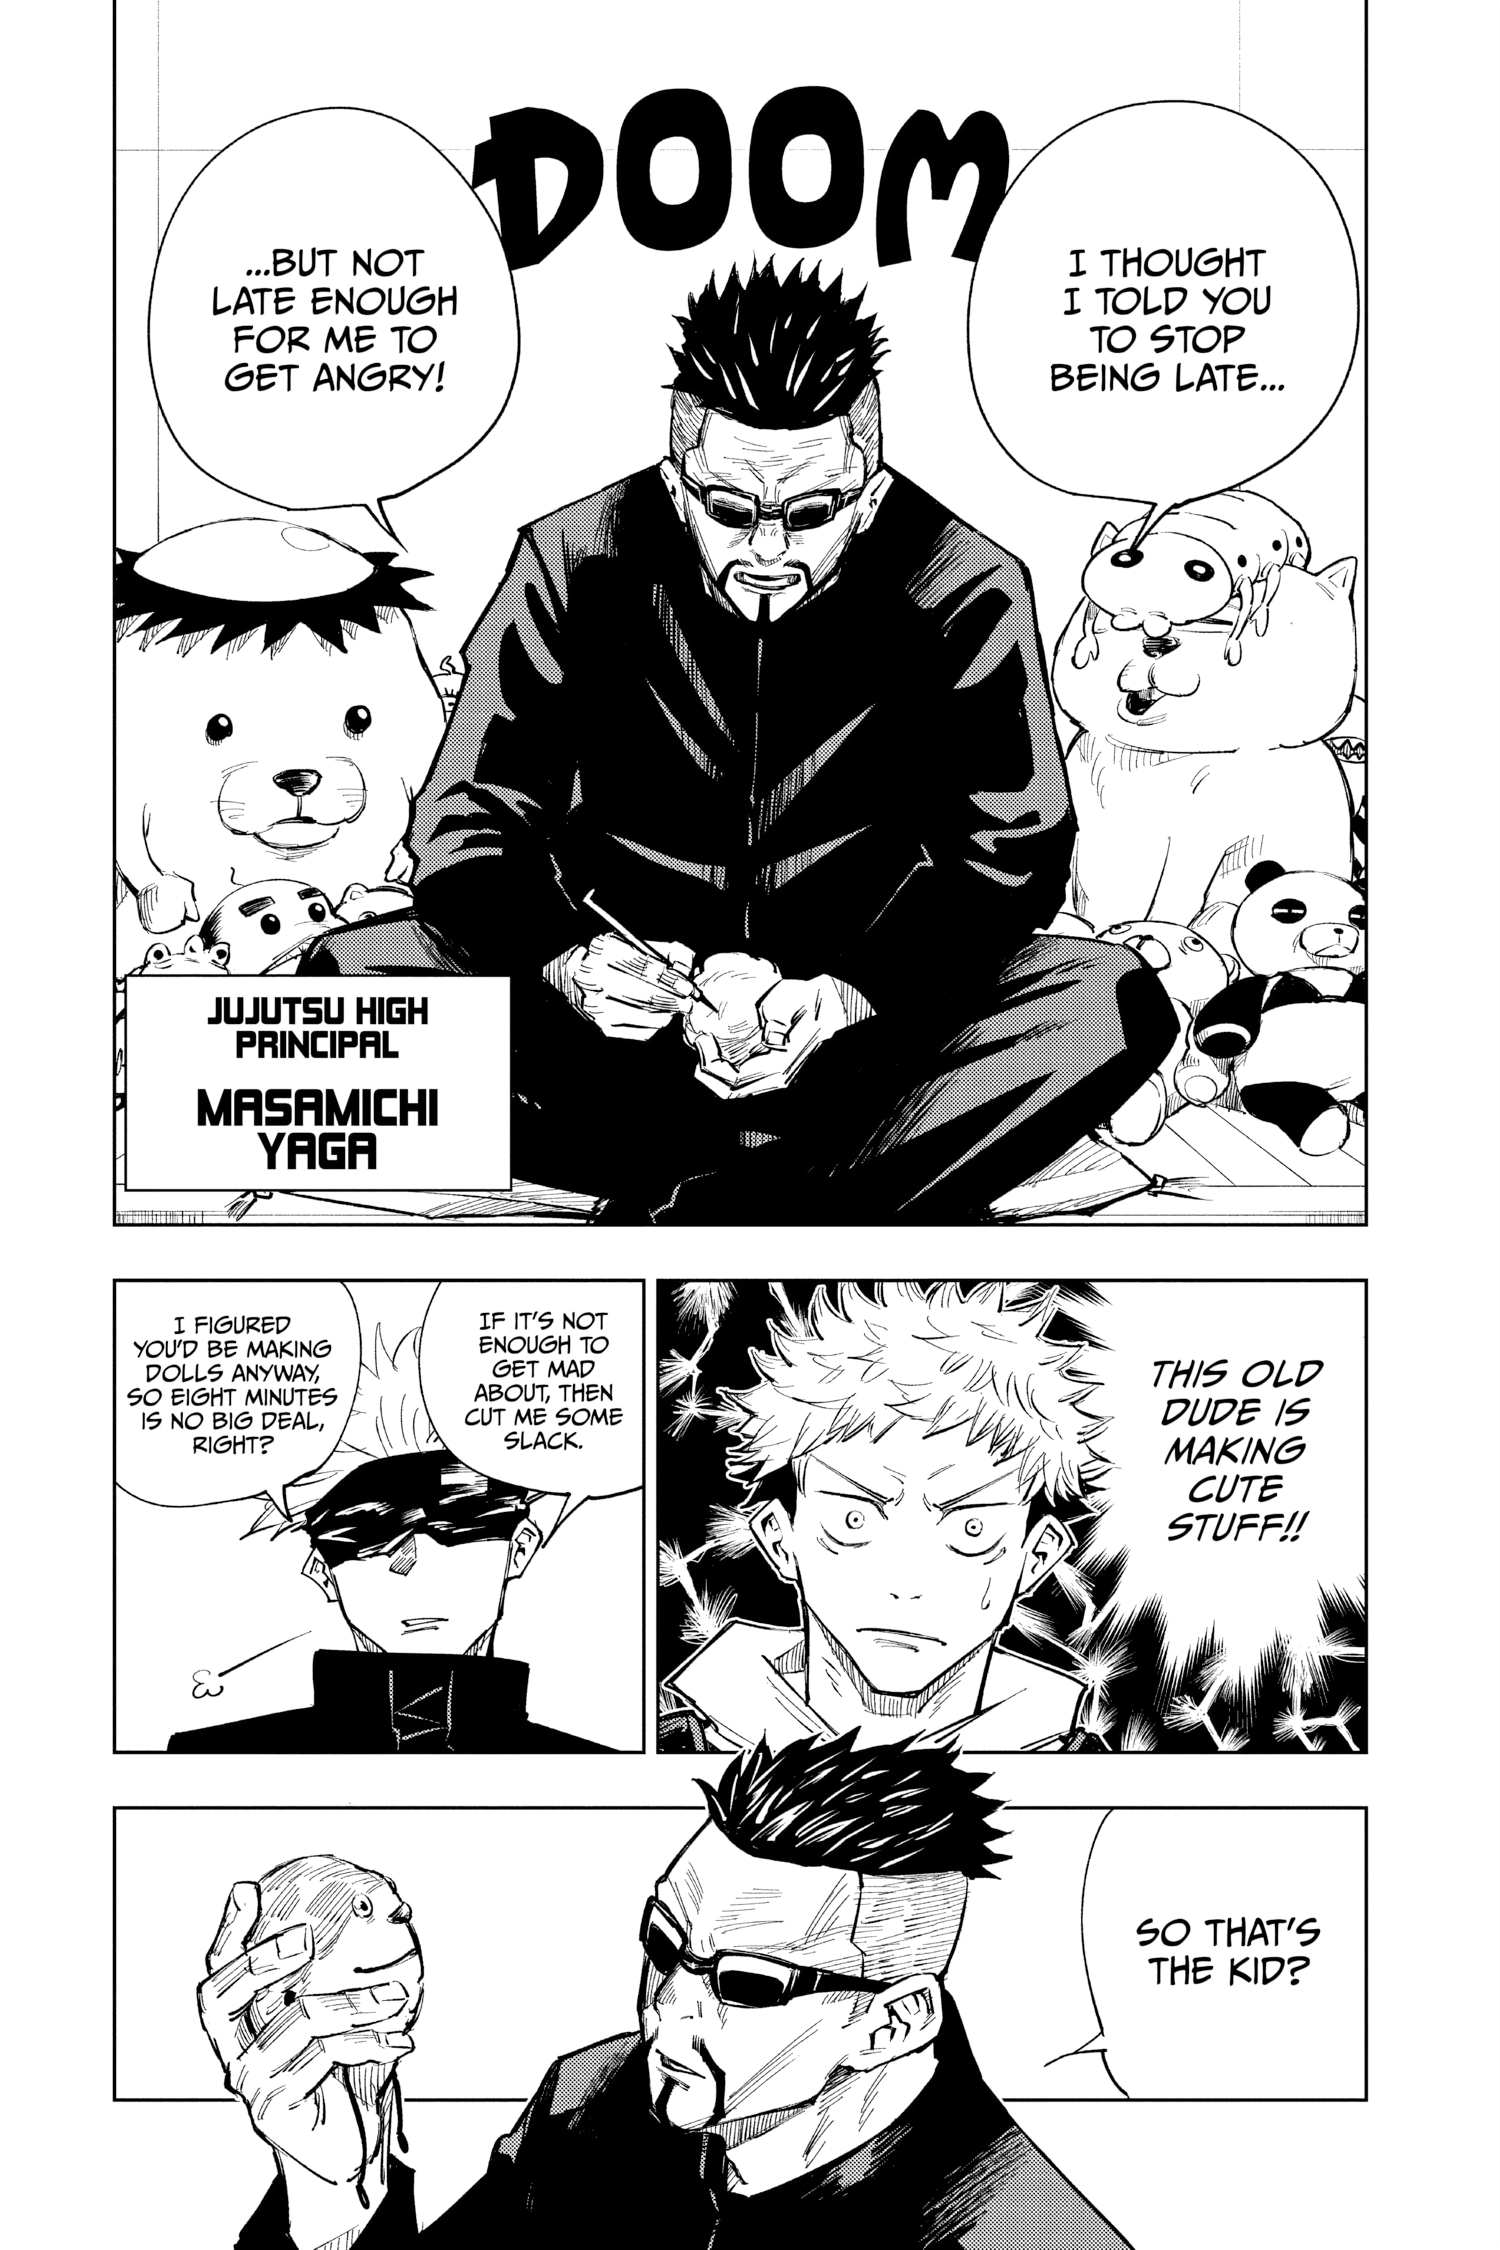 DOOM
I THOUGHT
I TOLD YOU
TO STOP
BEING LATE...
...BUT NOT
LATE ENOUGH
FOR ME TO
GET ANGRY!
JUJUTSU HIGH
PRINCIPAL
MASAMICHI
YAGA
THIS OLD
DUDE IS
MAKING
CUTE
STUFF!!
IF IT'S NOT
ENOUGH TO
GET MAD
ABOUT, THEN
CUT ME SOME
SLACK.
I FIGURED
YOU'D BE MAKING
DOLLS ANYWAY,
SO EIGHT MINUTES
IS NO BIG DEAL,
RIGHT?
SO THAT'S
THE KID?